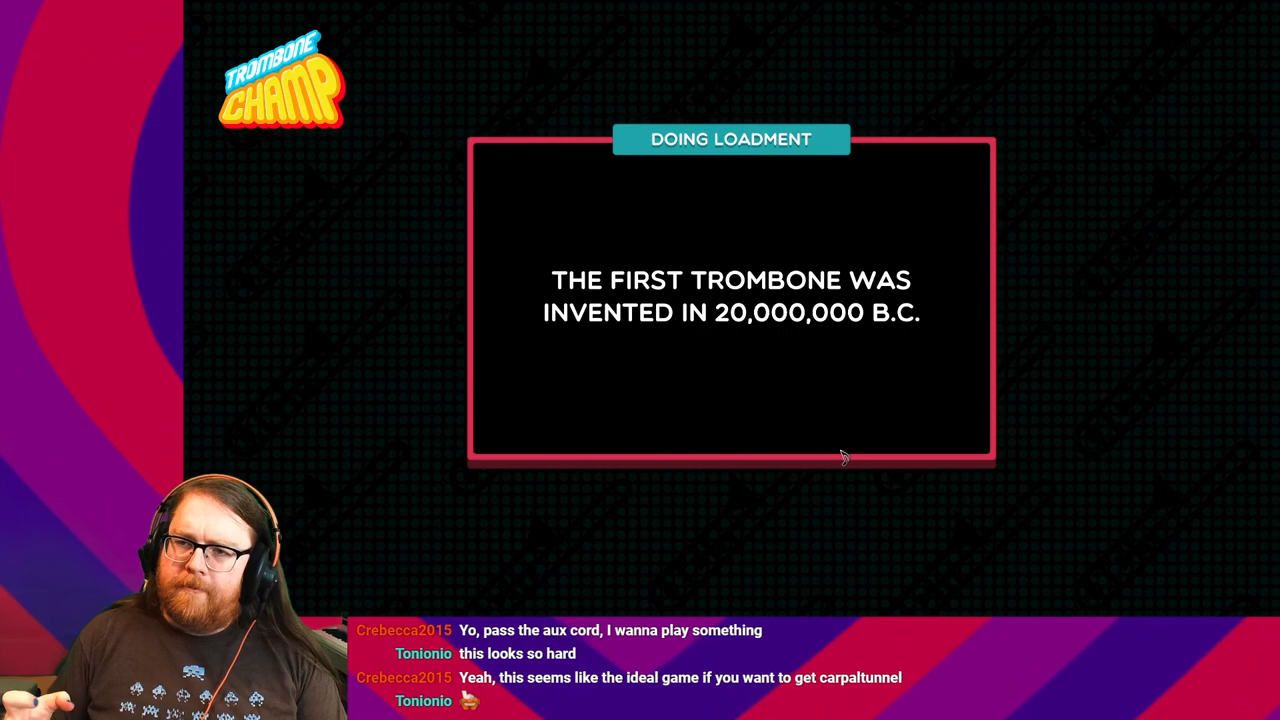 TROMBONE
CHAMP
DOING LOADMENT
THE FIRST TROMBONE WAS
INVENTED IN 20,000,000 B.C.
Crebecca2015 Yo, pass the aux cord, I wanna play something
Tonionio this looks so hard
Crebecca2015 Yeah, this seems like the ideal game if you want to get carpaltunnel
Tonionio